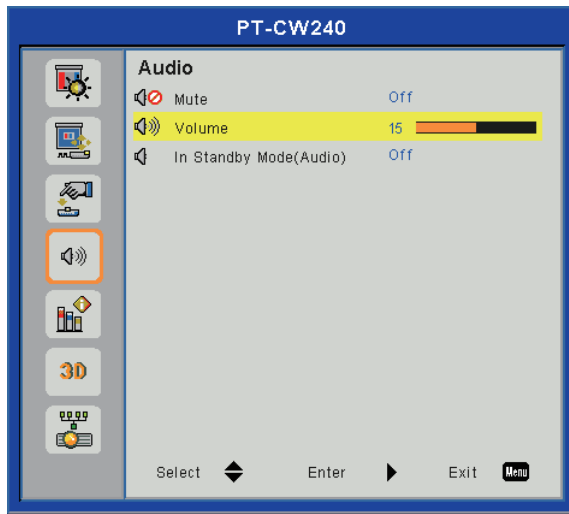 PT-CW240
Audio
Mute Off
Volume 15
In Standby Mode(Audio) Off
3D
Select Enter Exit Menu